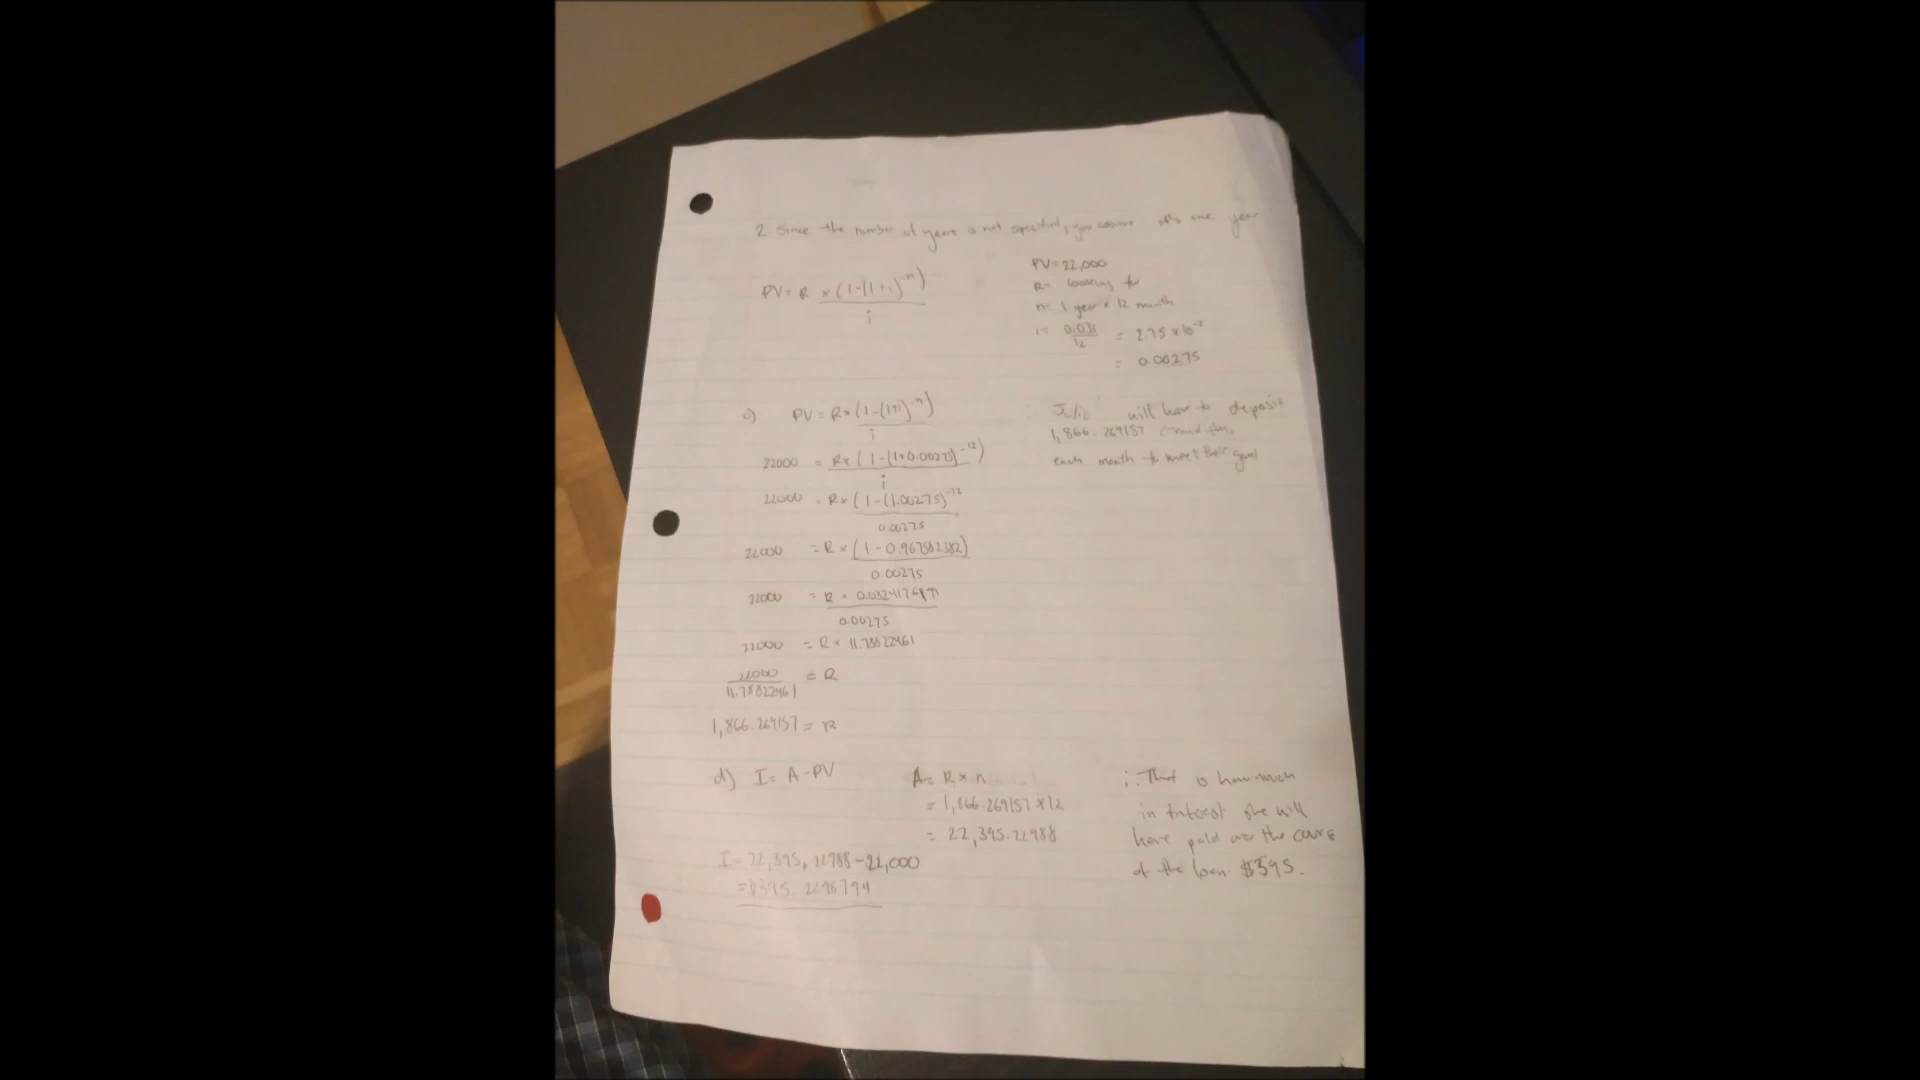 2. Since the number of years is not specified, you assume it's one year
PV = R × (1-(1+i)^-n)
i
PV = 22,000
R = looking for
n = 1 year × 12 month
i = 0.033
12
= 2.75 × 10^-3
= 0.00275
c) PV = R × (1-(1+i)^-n)
i
22000 = R × (1-(1+0.00275)^-12)
i
22000 = R × (1-(1.00275)^-12
0.00275
22000 = R × (1-0.967582382)
0.00275
22000 = R × 0.0324176177
0.00275
22000 = R × 11.78822461
22000
11.78822461
= R
1,866.269157 = R
∴ will have to deposit
1,866.269157
each month to meet their goal
d) I = A - PV
A = R × n
= 1,866.269157 × 12
= 22,395.22988
I = 22,395.22988 - 22,000
= $395.2298794
∴ That is how much
in interest she will
have paid over the course
of the loan $395.